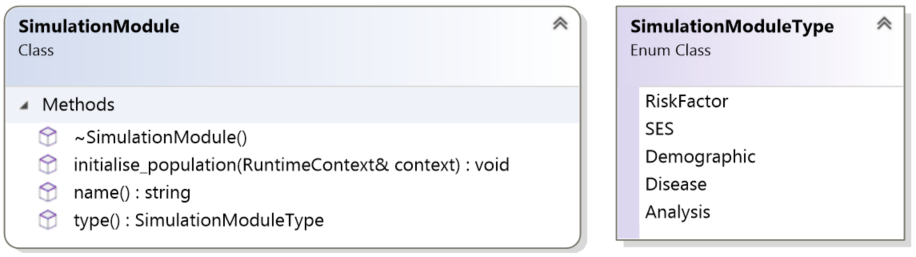 SimulationModule
Class
Methods
~SimulationModule()
initialise_population(RuntimeContext& context) : void
name() : string
type() : SimulationModuleType
SimulationModuleType
Enum Class
RiskFactor
SES
Demographic
Disease
Analysis